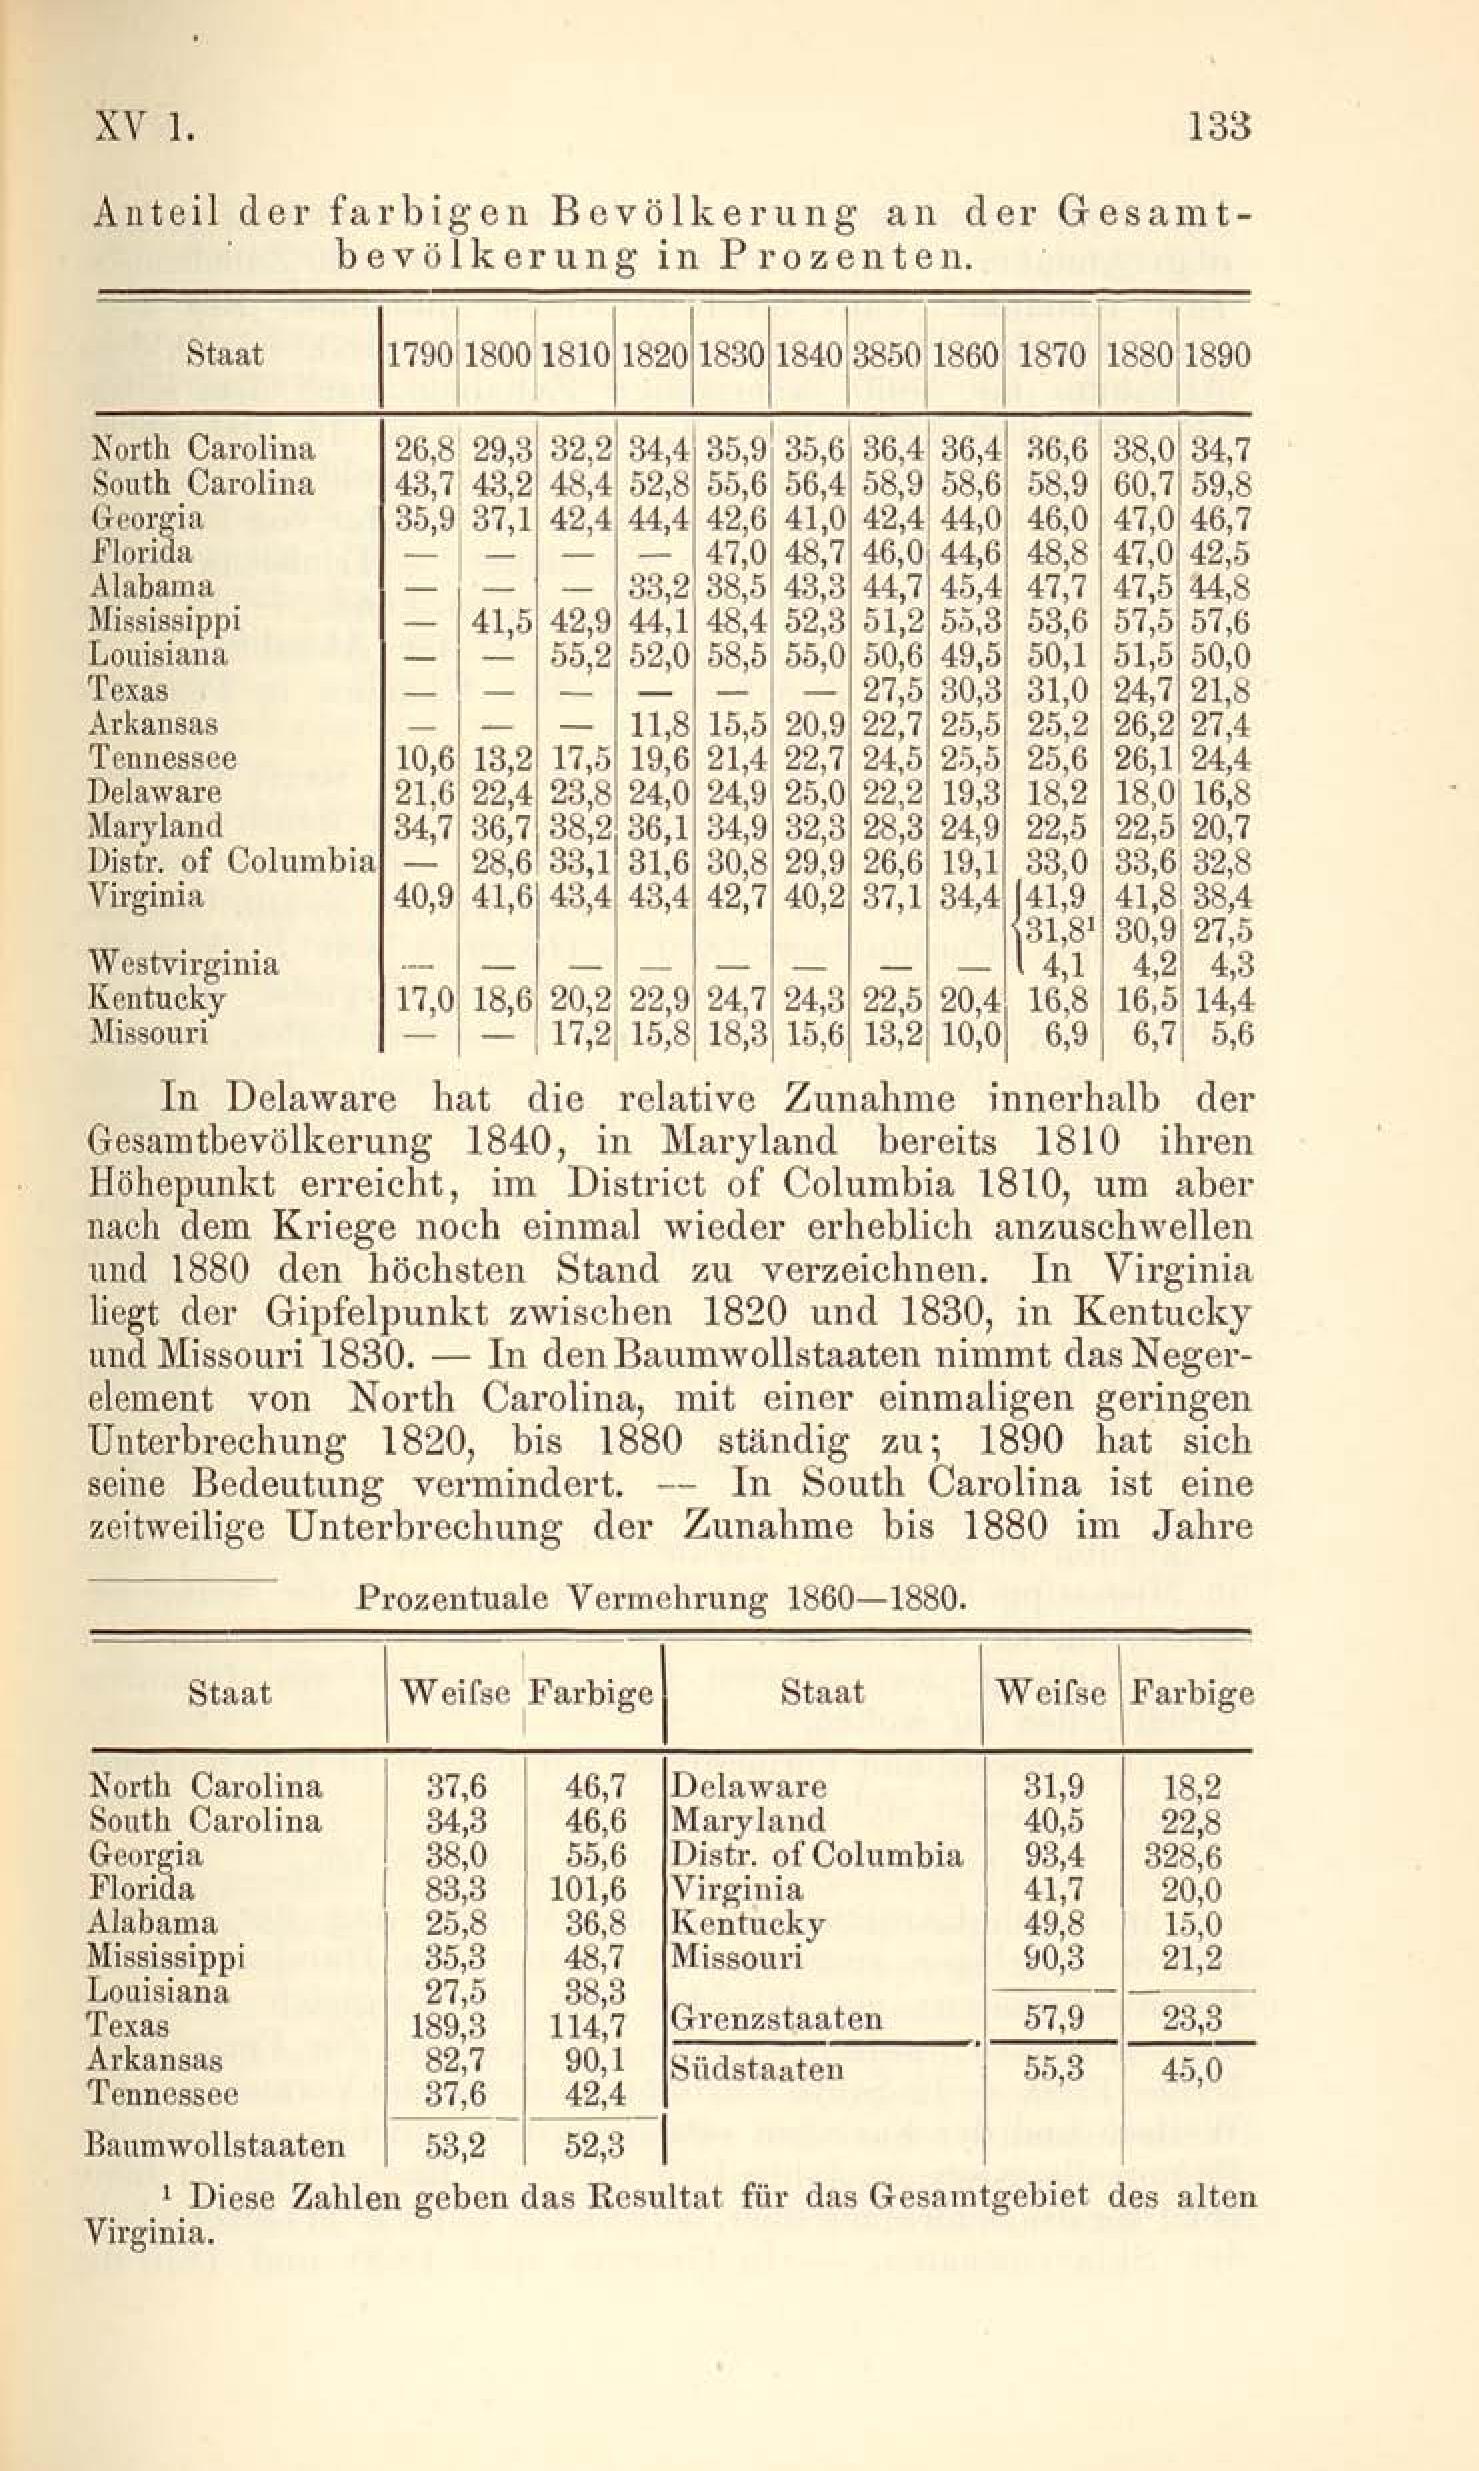 XV 1. 133
Anteil der farbigen Bevölkerung an der Gesamt-
bevölkerung in Prozenten.
Staat 1790 1800 1810 1820 1830 1840 3850 1860 1870 1880 1890
North Carolina 26,8 29,3 32,2 34,4 35,9 35,6 36,4 36,4 36,6 38,0 34,7
South Carolina 43,7 43,2 48,4 52,8 55,6 56,4 58,9 58,6 58,9 60,7 59,8
Georgia 35,9 37,1 42,4 44,4 42,6 41,0 42,4 44,0 46,0 47,0 46,7
Florida — — — — 47,0 48,7 46,0 44,6 48,8 47,0 42,5
Alabama — — — 33,2 38,5 43,3 44,7 45,4 47,7 47,5 44,8
Mississippi — 41,5 42,9 44,1 48,4 52,3 51,2 55,3 53,6 57,5 57,6
Louisiana — — 55,2 52,0 58,5 55,0 50,6 49,5 50,1 51,5 50,0
Texas — — — — — — 27,5 30,3 31,0 24,7 21,8
Arkansas — — — 11,8 15,5 20,9 22,7 25,5 25,2 26,2 27,4
Tennessee 10,6 13,2 17,5 19,6 21,4 22,7 24,5 25,5 25,6 26,1 24,4
Delaware 21,6 22,4 23,8 24,0 24,9 25,0 22,2 19,3 18,2 18,0 16,8
Maryland 34,7 36,7 38,2 36,1 34,9 32,3 28,3 24,9 22,5 22,5 20,7
Distr. of Columbia — 28,6 33,1 31,6 30,8 29,9 26,6 19,1 33,0 33,6 32,8
Virginia 40,9 41,6 43,4 43,4 42,7 40,2 37,1 34,4 41,9 41,8 38,4
31,8¹ 30,9 27,5
Westvirginia — — — — — — — — 4,1 4,2 4,3
Kentucky 17,0 18,6 20,2 22,9 24,7 24,3 22,5 20,4 16,8 16,5 14,4
Missouri — — 17,2 15,8 18,3 15,6 13,2 10,0 6,9 6,7 5,6
In Delaware hat die relative Zunahme innerhalb der
Gesamtbevölkerung 1840, in Maryland bereits 1810 ihren
Höhepunkt erreicht, im District of Columbia 1810, um aber
nach dem Kriege noch einmal wieder erheblich anzuschwellen
und 1880 den höchsten Stand zu verzeichnen. In Virginia
liegt der Gipfelpunkt zwischen 1820 und 1830, in Kentucky
und Missouri 1830. — In den Baumwollstaaten nimmt das Neger-
element von North Carolina, mit einer einmaligen geringen
Unterbrechung 1820, bis 1880 ständig zu; 1890 hat sich
seine Bedeutung vermindert. — In South Carolina ist eine
zeitweilige Unterbrechung der Zunahme bis 1880 im Jahre
Prozentuale Vermehrung 1860—1880.
Staat Weiſse Farbige Staat Weiſse Farbige
North Carolina 37,6 46,7 Delaware 31,9 18,2
South Carolina 34,3 46,6 Maryland 40,5 22,8
Georgia 38,0 55,6 Distr. of Columbia 93,4 328,6
Florida 83,3 101,6 Virginia 41,7 20,0
Alabama 25,8 36,8 Kentucky 49,8 15,0
Mississippi 35,3 48,7 Missouri 90,3 21,2
Louisiana 27,5 38,3
Texas 189,3 114,7 Grenzstaaten 57,9 23,3
Arkansas 82,7 90,1 Südstaaten 55,3 45,0
Tennessee 37,6 42,4
Baumwollstaaten 53,2 52,3
¹ Diese Zahlen geben das Resultat für das Gesamtgebiet des alten
Virginia.